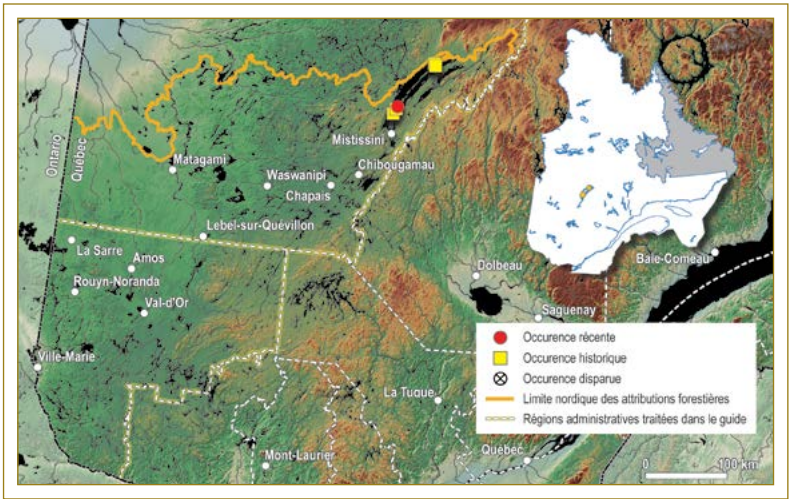 Ontario
Québec
Mistissini
Matagami
Waswanipi
Chibougamau
Chapais
Lebel-sur-Quévillon
La Sarre
Amos
Rouyn-Noranda
Val-d'Or
Ville-Marie
Dolbeau
Baie-Comeau
Saguenay
La Tuque
Mont-Laurier
Québec
Occurence récente
Occurence historique
Occurence disparue
Limite nordique des attributions forestières
Régions administratives traitées dans le guide
0 100 km